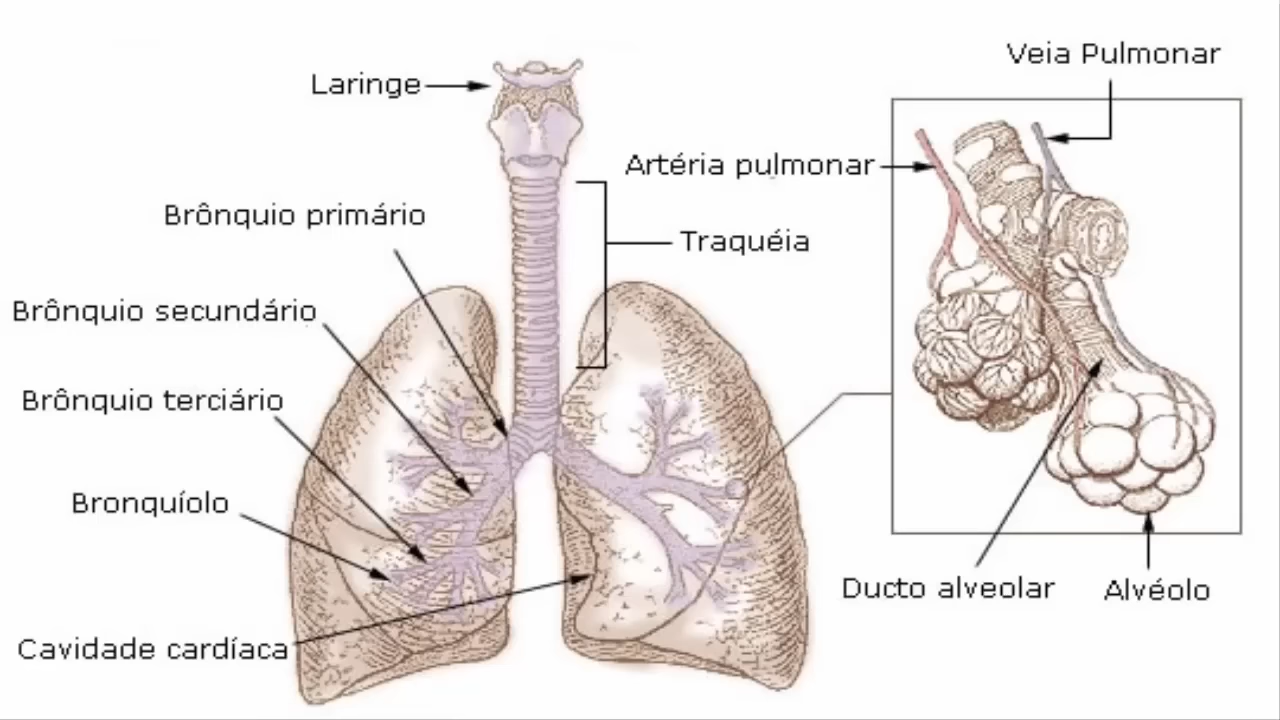 Veia Pulmonar
Laringe
Artéria pulmonar
Brônquio primário
Traquéia
Brônquio secundário
Brônquio terciário
Bronquíolo
Ducto alveolar
Alvéolo
Cavidade cardíaca